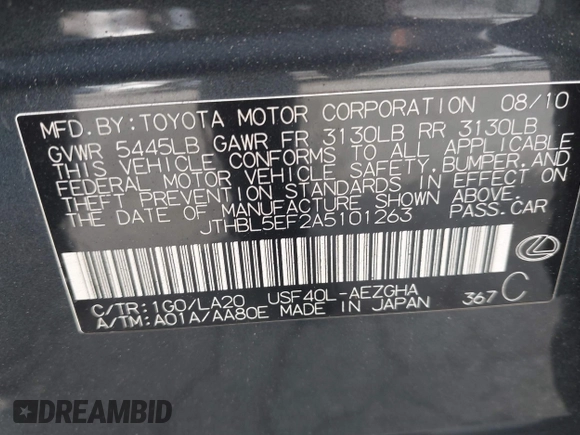 MFD. BY: TOYOTA MOTOR CORPORATION 08/10
GVWR 5445LB GAWR FR 3130LB RR 3130LB
THIS VEHICLE CONFORMS TO ALL APPLICABLE
FEDERAL MOTOR VEHICLE SAFETY, BUMPER, AND
THEFT PREVENTION STANDARDS IN EFFECT ON
THE DATE OF MANUFACTURE SHOWN ABOVE.
JTHBL5EF2A5101263 PASS. CAR
C/TR: 1G0/LA20 USF40L-AEZGHA 367 C
A/TM: A01A/AA80E MADE IN JAPAN
DREAMBID